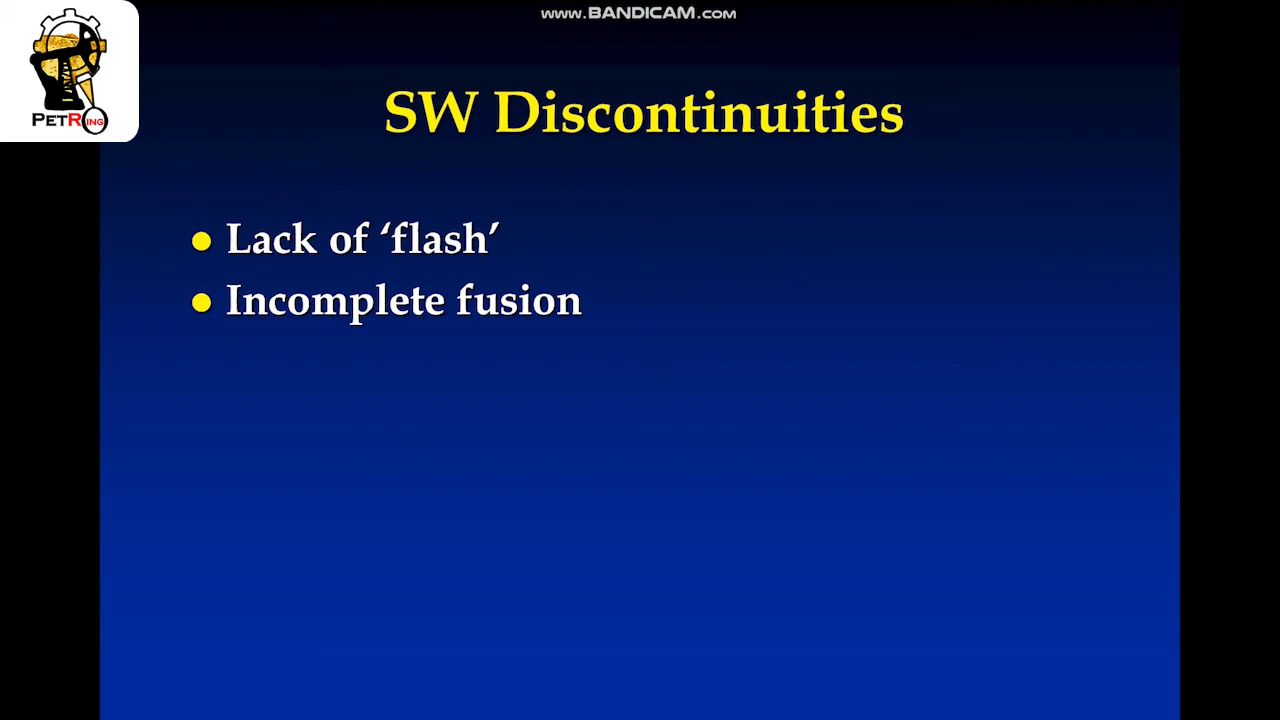 www.BANDICAM.com
PETRING
SW Discontinuities
● Lack of ‘flash’
● Incomplete fusion